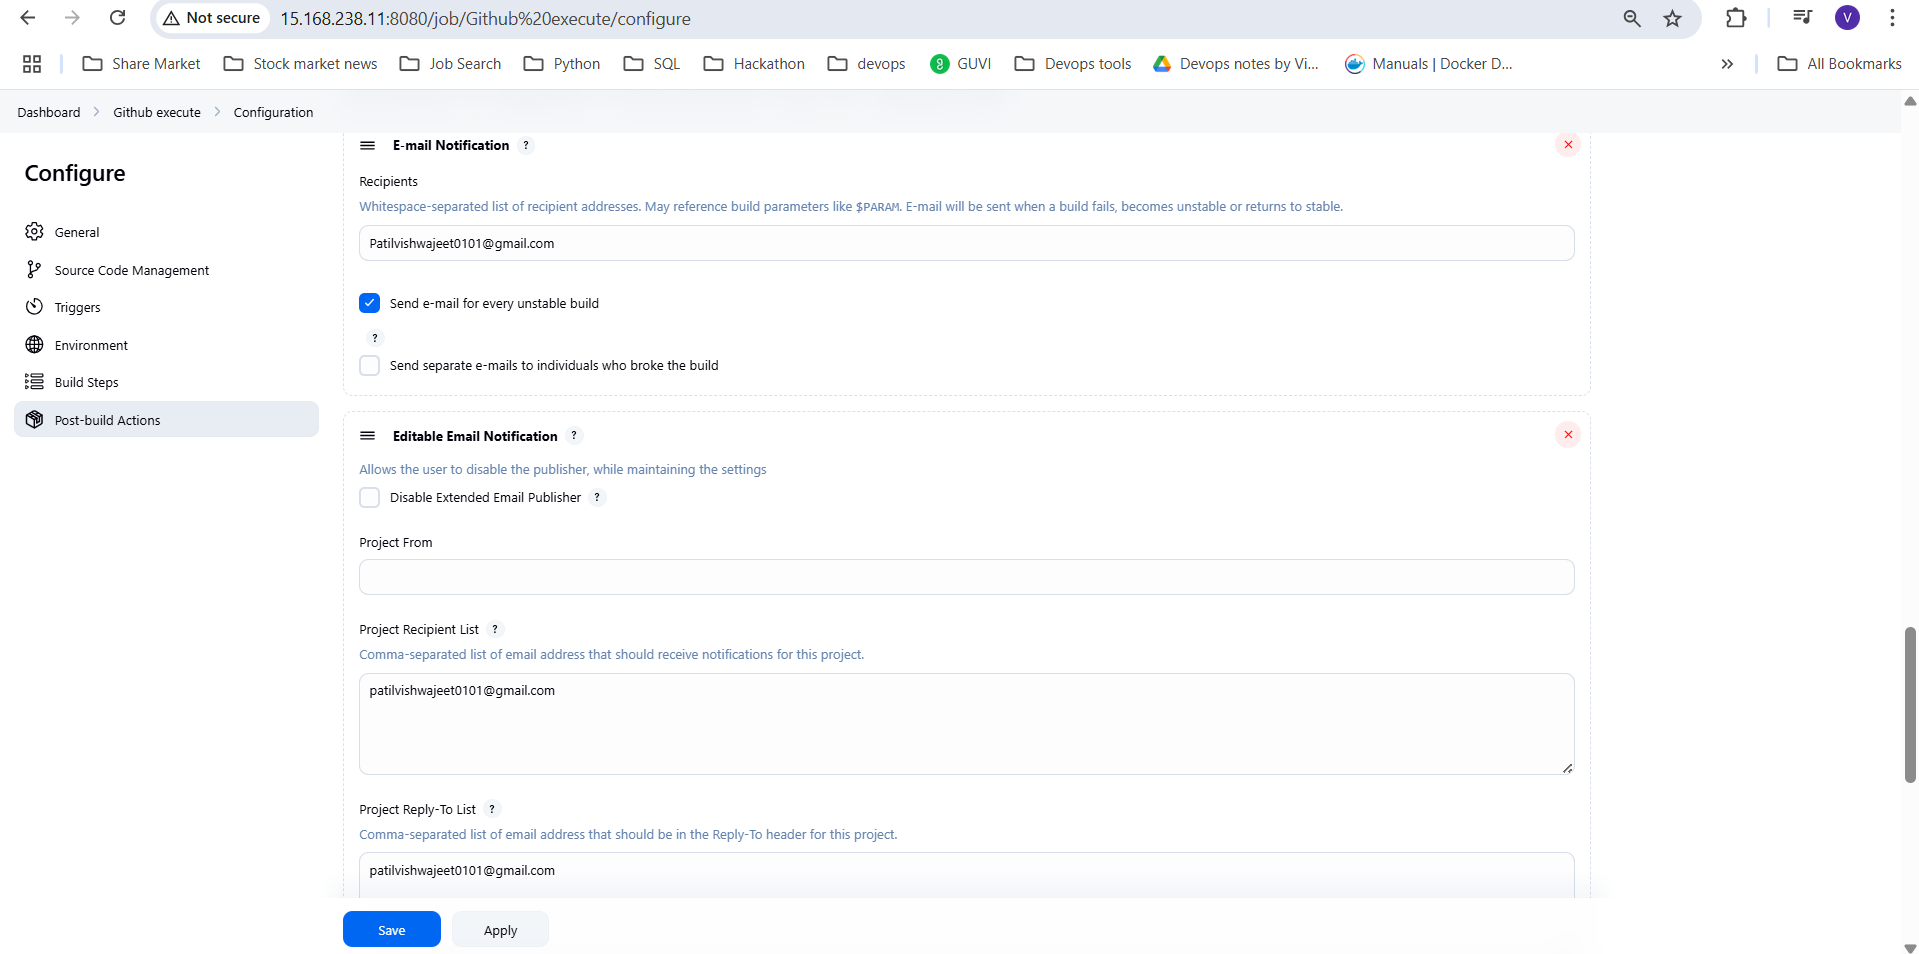 Not secure 15.168.238.11:8080/job/Github%20execute/configure V
Share Market Stock market news Job Search Python SQL Hackathon devops GUVI Devops tools Devops notes by Vi... Manuals | Docker D... » All Bookmarks
Dashboard > Github execute > Configuration
Configure
General
Source Code Management
Triggers
Environment
Build Steps
Post-build Actions
E-mail Notification ?
Recipients
Whitespace-separated list of recipient addresses. May reference build parameters like $PARAM. E-mail will be sent when a build fails, becomes unstable or returns to stable.
Patilvishwajeet0101@gmail.com
Send e-mail for every unstable build
?
Send separate e-mails to individuals who broke the build
Editable Email Notification ?
Allows the user to disable the publisher, while maintaining the settings
Disable Extended Email Publisher ?
Project From
Project Recipient List ?
Comma-separated list of email address that should receive notifications for this project.
patilvishwajeet0101@gmail.com
Project Reply-To List ?
Comma-separated list of email address that should be in the Reply-To header for this project.
patilvishwajeet0101@gmail.com
Save Apply